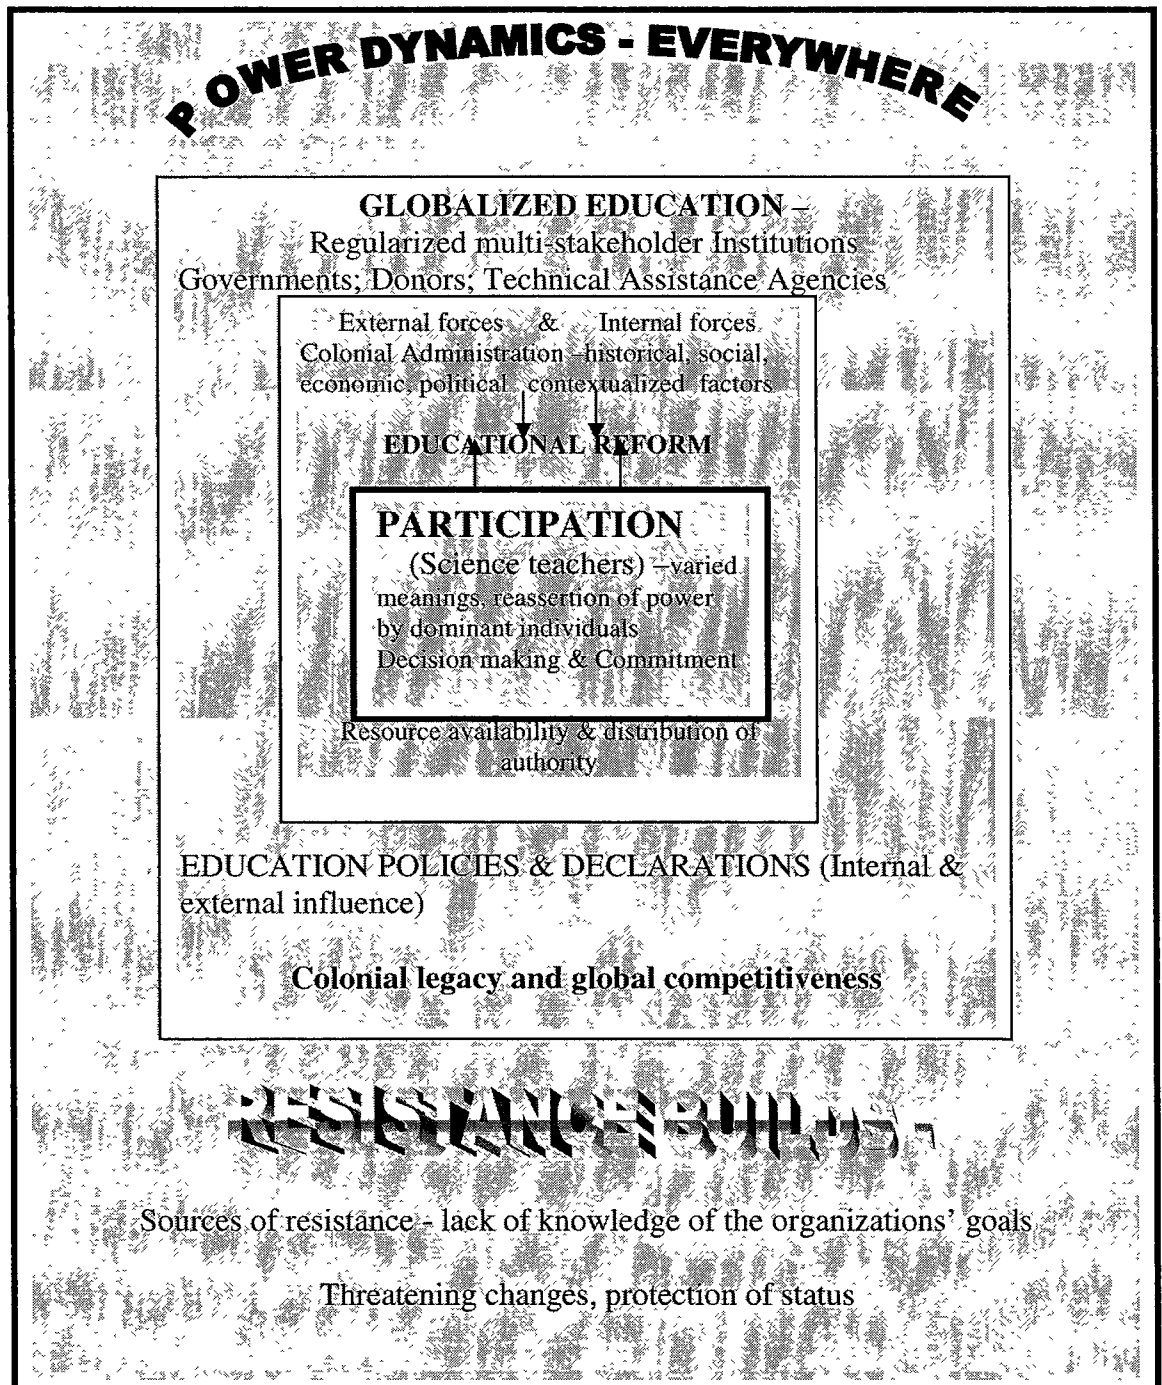 POWER DYNAMICS - EVERYWHERE
GLOBALIZED EDUCATION –
Regularized multi-stakeholder Institutions
Governments; Donors; Technical Assistance Agencies
External forces & Internal forces
Colonial Administration –historical, social,
economic, political contextualized factors
EDUCATIONAL REFORM
PARTICIPATION
(Science teachers) –varied
meanings, reassertion of power
by dominant individuals
Decision making & Commitment
Resource availability & distribution of
authority
EDUCATION POLICIES & DECLARATIONS (Internal &
external influence)
Colonial legacy and global competitiveness
RESISTANCE BUILDS -
Sources of resistance - lack of knowledge of the organizations' goals
Threatening changes, protection of status